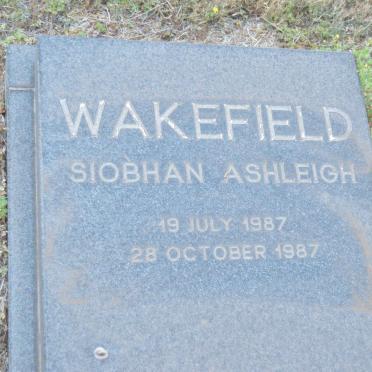 WAKEFIELD
SIOBHAN ASHLEIGH
19 JULY 1987
28 OCTOBER 1987